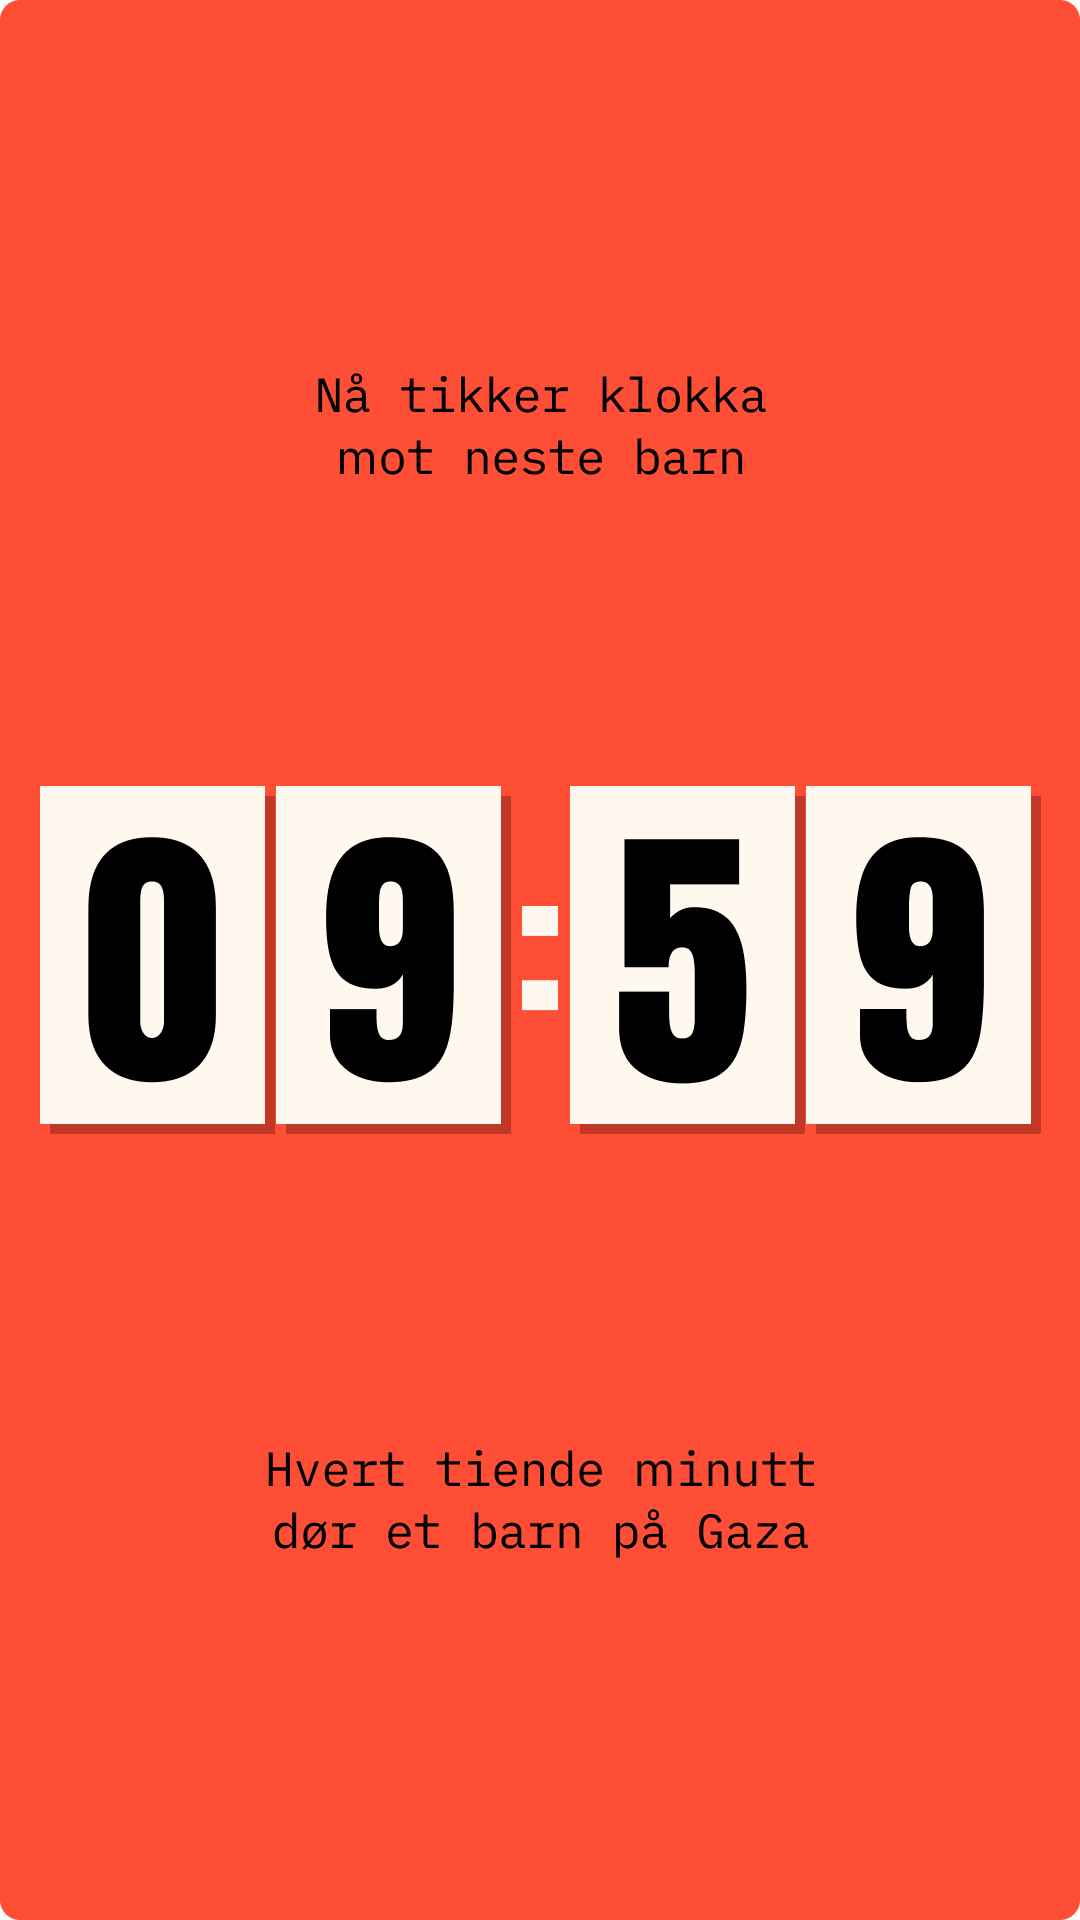 Nå tikker klokka
mot neste barn
09:59
Hvert tiende minutt
dør et barn på Gaza